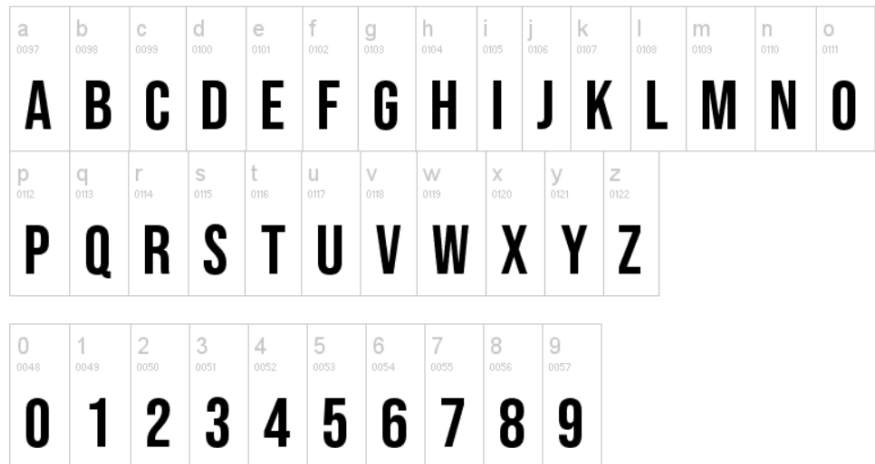 a b c d e f g h i j k l m n o
0097 0098 0099 0100 0101 0102 0103 0104 0105 0106 0107 0108 0109 0110 0111
A B C D E F G H I J K L M N O
p q r s t u v w x y z
0112 0113 0114 0115 0116 0117 0118 0119 0120 0121 0122
P Q R S T U V W X Y Z
0 1 2 3 4 5 6 7 8 9
0048 0049 0050 0051 0052 0053 0054 0055 0056 0057
0 1 2 3 4 5 6 7 8 9